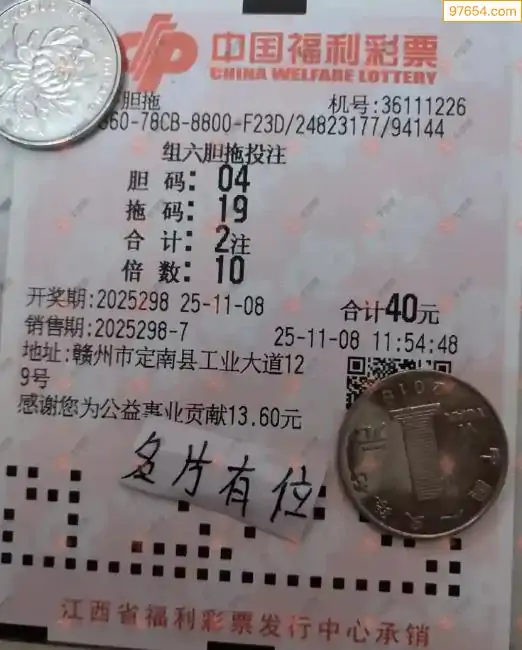 97654.com
中国福利彩票
CHINA WELFARE LOTTERY
胆拖 机号:36111226
60-78CB-8800-F23D/24823177/94144
组六胆拖投注
胆 码: 04
拖 码: 19
合 计: 2注
倍 数: 10
开奖期:2025298 25-11-08 合计40元
销售期:2025298-7 25-11-08 11:54:48
地址:赣州市定南县工业大道12
9号
感谢您为公益事业贡献13.60元
多片有位
2019
江西省福利彩票发行中心承销